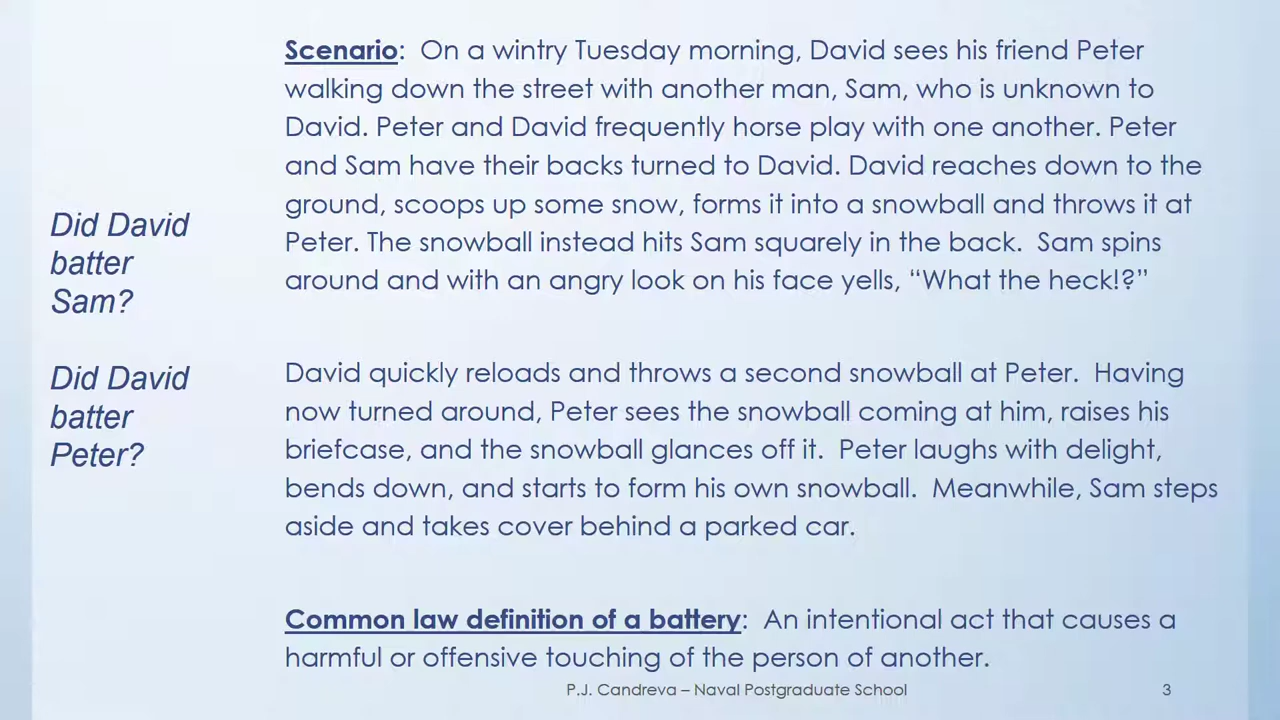 Scenario:  On a wintry Tuesday morning, David sees his friend Peter
walking down the street with another man, Sam, who is unknown to
David. Peter and David frequently horse play with one another. Peter
and Sam have their backs turned to David. David reaches down to the
ground, scoops up some snow, forms it into a snowball and throws it at
Peter. The snowball instead hits Sam squarely in the back.  Sam spins
around and with an angry look on his face yells, “What the heck!?”
Did David
batter
Sam?
David quickly reloads and throws a second snowball at Peter.  Having
now turned around, Peter sees the snowball coming at him, raises his
briefcase, and the snowball glances off it.  Peter laughs with delight,
bends down, and starts to form his own snowball.  Meanwhile, Sam steps
aside and takes cover behind a parked car.
Did David
batter
Peter?
Common law definition of a battery:  An intentional act that causes a
harmful or offensive touching of the person of another.
P.J. Candreva – Naval Postgraduate School
3